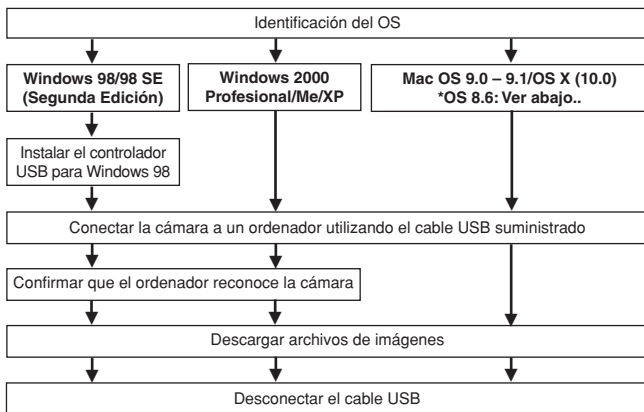 Identificación del OS
Windows 98/98 SE
(Segunda Edición)
Windows 2000
Profesional/Me/XP
Mac OS 9.0 – 9.1/OS X (10.0)
*OS 8.6: Ver abajo..
Instalar el controlador
USB para Windows 98
Conectar la cámara a un ordenador utilizando el cable USB suministrado
Confirmar que el ordenador reconoce la cámara
Descargar archivos de imágenes
Desconectar el cable USB